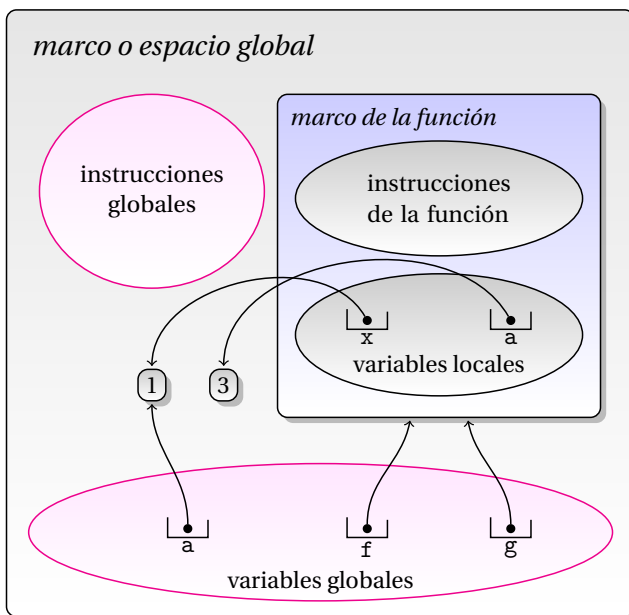 marco o espacio global
marco de la función
instrucciones
globales
instrucciones
de la función
x
a
variables locales
1
3
a
f
g
variables globales